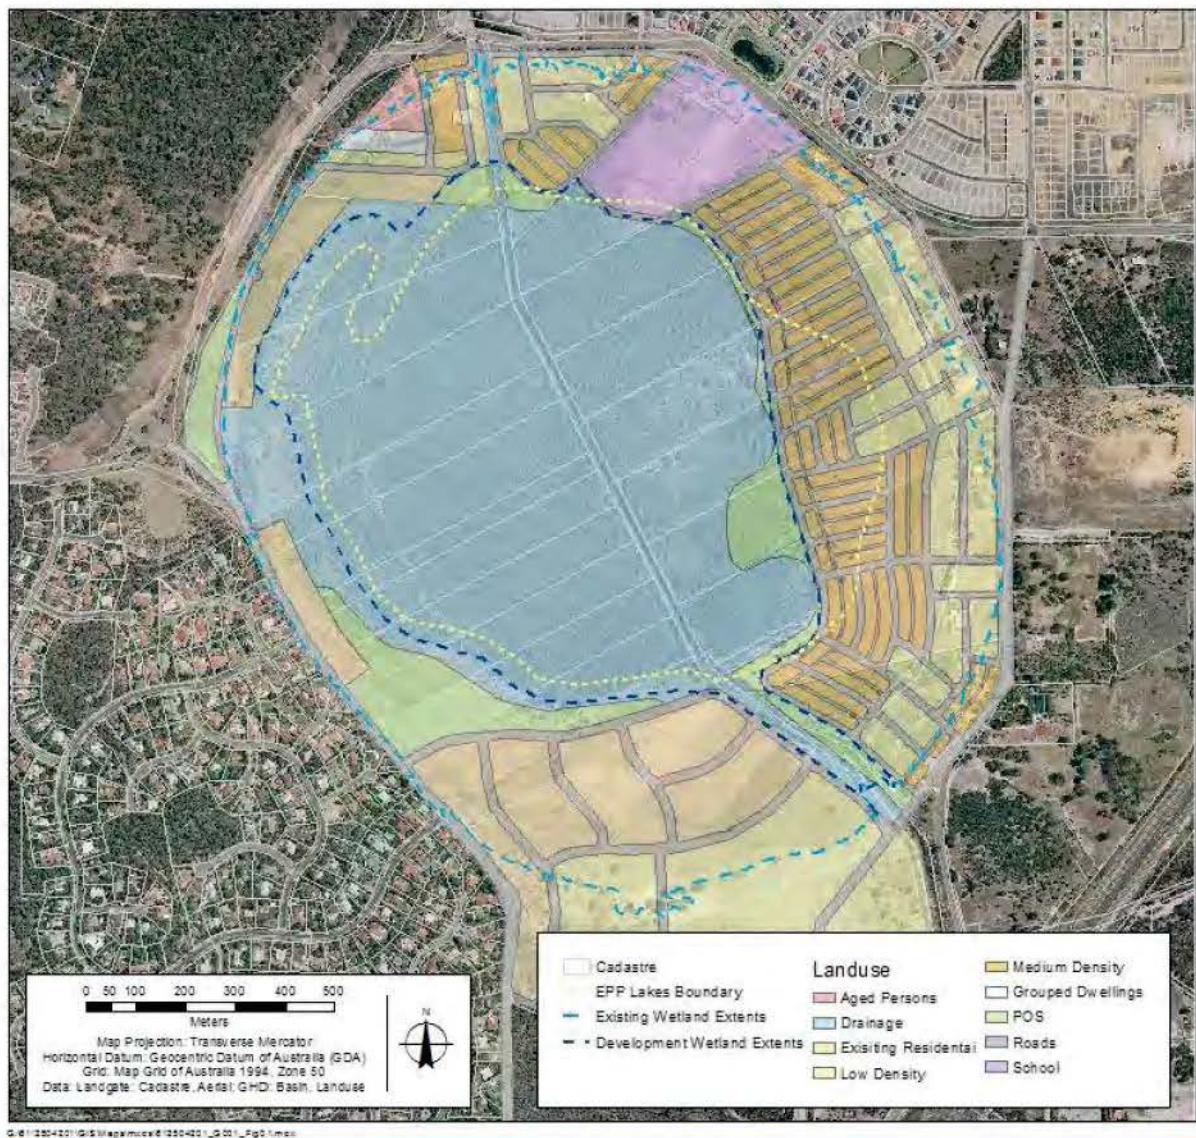 0 50 100 200 300 400 500
Meters
Map Projection: Transverse Mercator
Horizontal Datum: Geocentric Datum of Australia (GDA)
Grid: Map Grid of Australia 1994, Zone 50
Data: Landgate: Cadastre, Aerial; GHD: Basin, Landuse
N
Cadastre
EPP Lakes Boundary
Existing Wetland Extents
Development Wetland Extents
Landuse
Aged Persons
Drainage
Exisiting Residentai
Low Density
Medium Density
Grouped Dwellings
POS
Roads
School